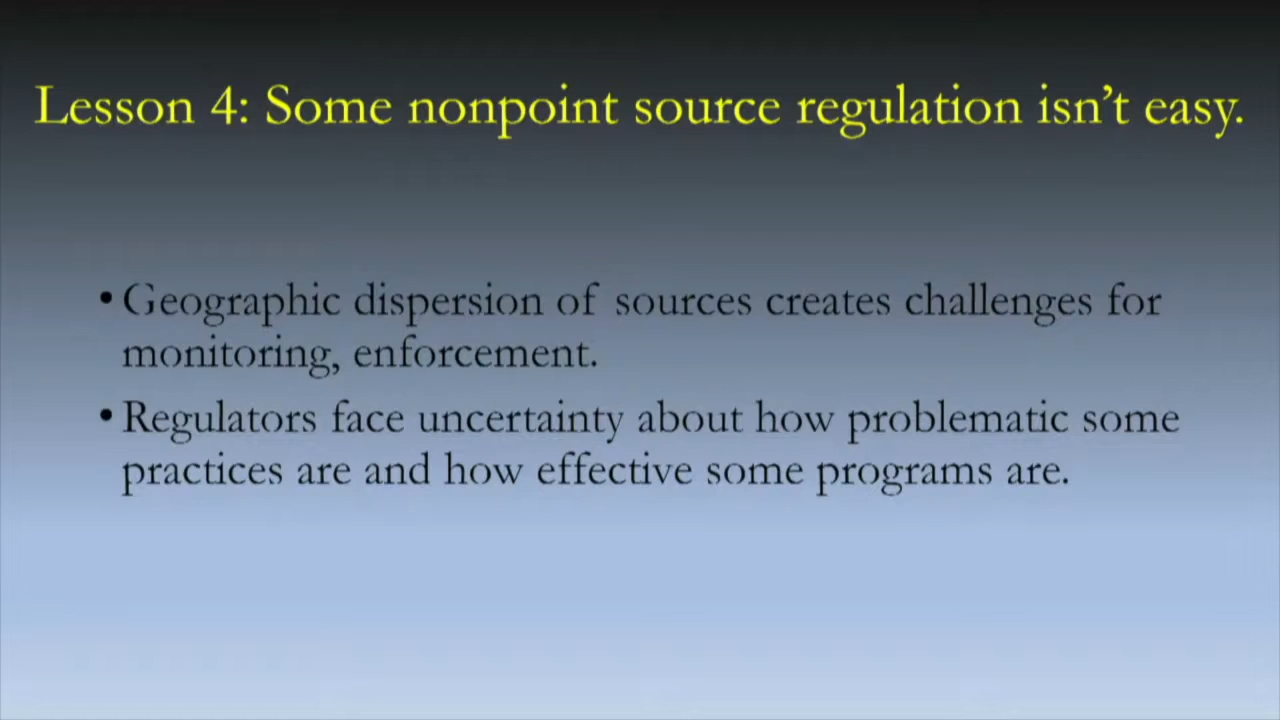 Lesson 4: Some nonpoint source regulation isn’t easy.
• Geographic dispersion of sources creates challenges for
monitoring, enforcement.
• Regulators face uncertainty about how problematic some
practices are and how effective some programs are.